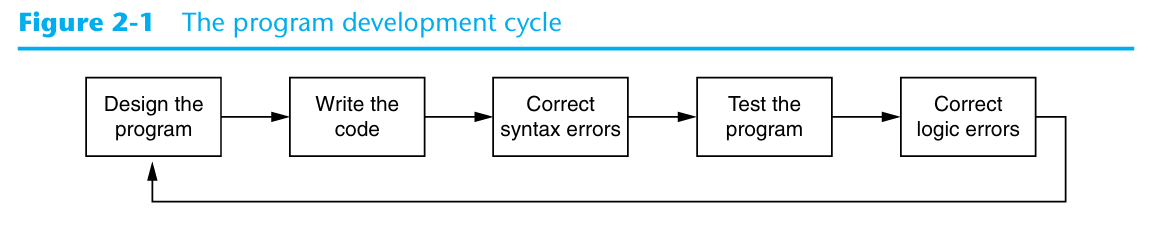 Figure 2-1 The program development cycle
Design the
program
Write the
code
Correct
syntax errors
Test the
program
Correct
logic errors